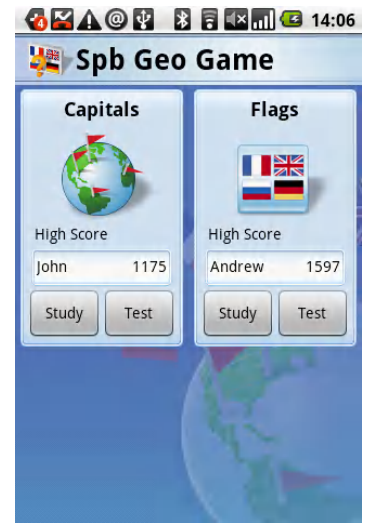 4 @ 14:06
Spb Geo Game
Capitals
High Score
John 1175
Study Test
Flags
High Score
Andrew 1597
Study Test